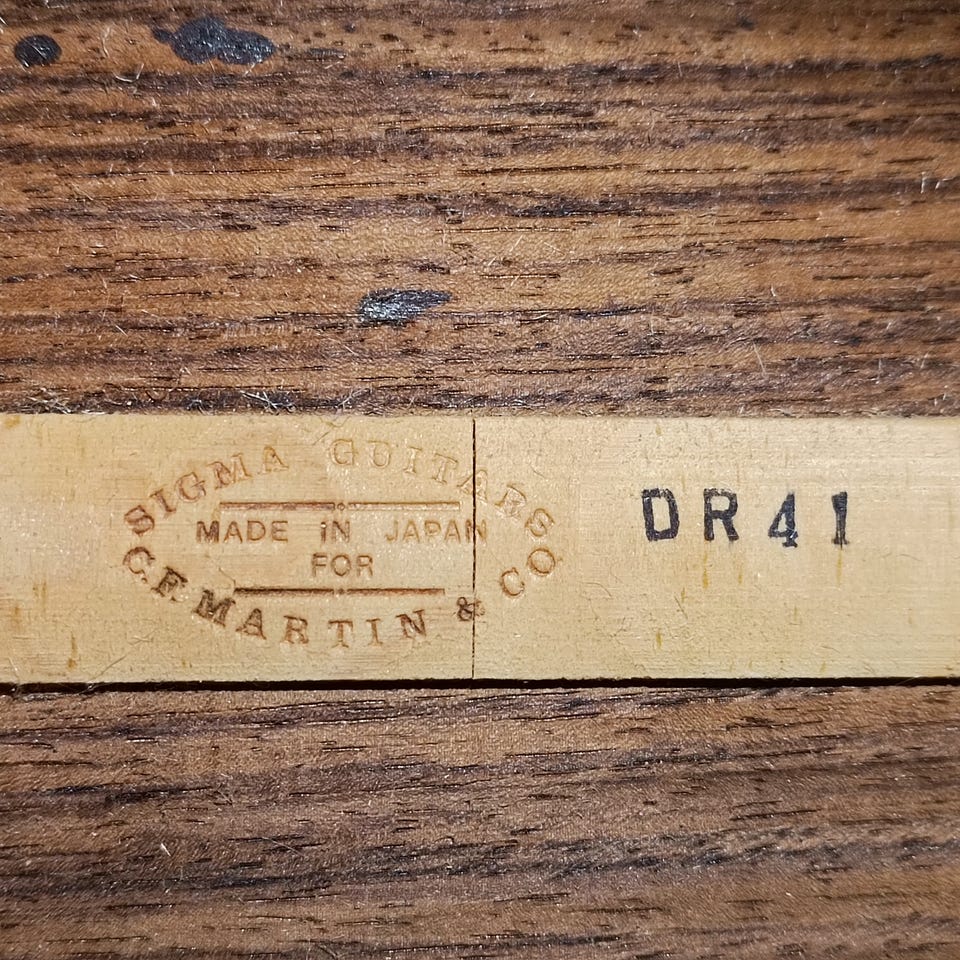 SIGMA GUITARS
MADE iN JAPAN
FOR
C.F. MARTIN & CO
DR41